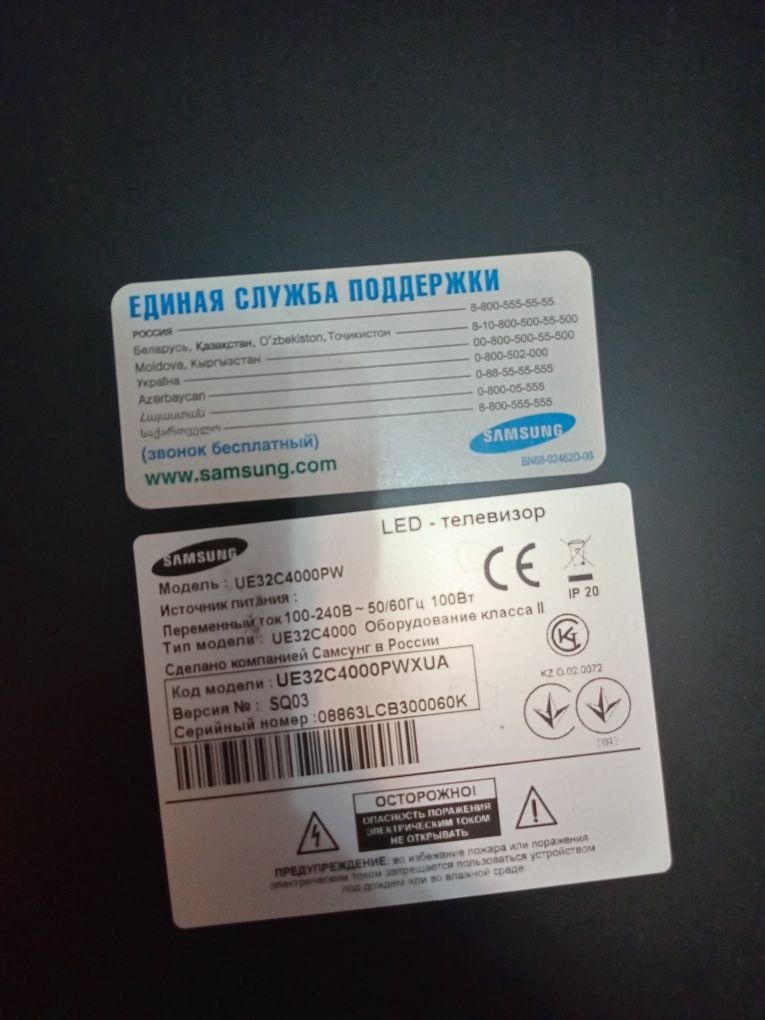 ЕДИНАЯ СЛУЖБА ПОДДЕРЖКИ
РОССИЯ 8-800-555-55-55
Беларусь, Қазақстан, O'zbekiston, Тоҷикистон 8-10-800-500-55-500
Moldova, Кыргызстан 00-800-500-55-500
Україна 0-800-502-000
Azərbaycan 0-88-55-55-555
Հայաստան 0-800-05-555
საქართველო 8-800-555-555
(звонок бесплатный)
www.samsung.com
SAMSUNG
BN68-02462D-00
LED - телевизор
SAMSUNG
Модель : UE32C4000PW
Источник питания :
Переменный ток 100-240В ~ 50/60Гц 100Вт
Тип модели : UE32C4000 Оборудование класса II
Сделано компанией Самсунг в России
CE
IP 20
Код модели : UE32C4000PWXUA
Версия № : SQ03
Серийный номер :08863LCB300060K
KZ.O.02.0072
ОСТОРОЖНО!
ОПАСНОСТЬ ПОРАЖЕНИЯ
ЭЛЕКТРИЧЕСКИМ ТОКОМ
НЕ ОТКРЫВАТЬ
ПРЕДУПРЕЖДЕНИЕ: во избежание пожара или поражения
электрическим током запрещается пользоваться устройством
под дождем или во влажной среде.